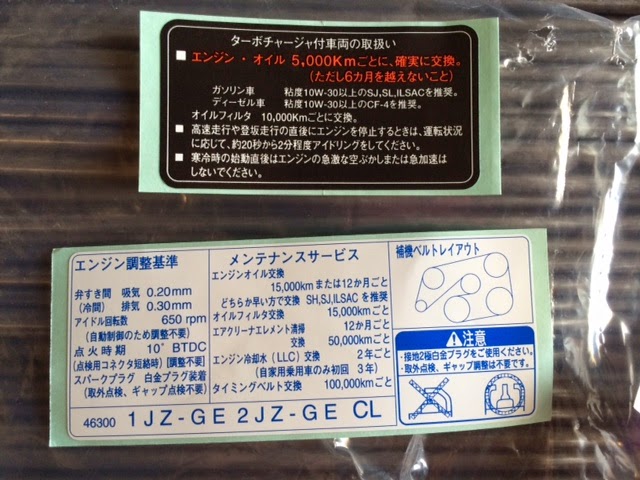 ターボチャージャ付車両の取扱い
■ エンジン・オイル 5,000Kmごとに、確実に交換。
(ただし6カ月を越えないこと)
ガソリン車 粘度10W-30以上のSJ,SL,ILSACを推奨。
ディーゼル車 粘度10W-30以上のCF-4を推奨。
オイルフィルタ 10,000Kmごとに交換。
■ 高速走行や登坂走行の直後にエンジンを停止するときは、運転状況
に応じて、約20秒から2分程度アイドリングをしてください。
■ 寒冷時の始動直後はエンジンの急激な空ぶかしまたは急加速は
しないでください。
エンジン調整基準
弁すき間 吸気 0.20mm
(冷間) 排気 0.30mm
アイドル回転数 650 rpm
(自動制御のため調整不要)
点火時期 10°BTDC
(点検用コネクタ短絡時)[調整不要]
スパークプラグ 白金プラグ装着
(取外点検、ギャップ点検不要)
メンテナンスサービス
エンジンオイル交換
15,000kmまたは12か月ごと
どちらか早い方で交換 SH,SJ,ILSAC を推奨
オイルフィルタ交換 15,000kmごと
エアクリーナエレメント清掃 12か月ごと
交換 50,000kmごと
エンジン冷却水(LLC)交換 2年ごと
(自家用乗用車のみ初回 3年)
タイミングベルト交換 100,000kmごと
46300 1JZ-GE 2JZ-GE CL
補機ベルトレイアウト
注意
・接地2極白金プラグをご使用ください。
・取外点検、ギャップ調整は不要です。